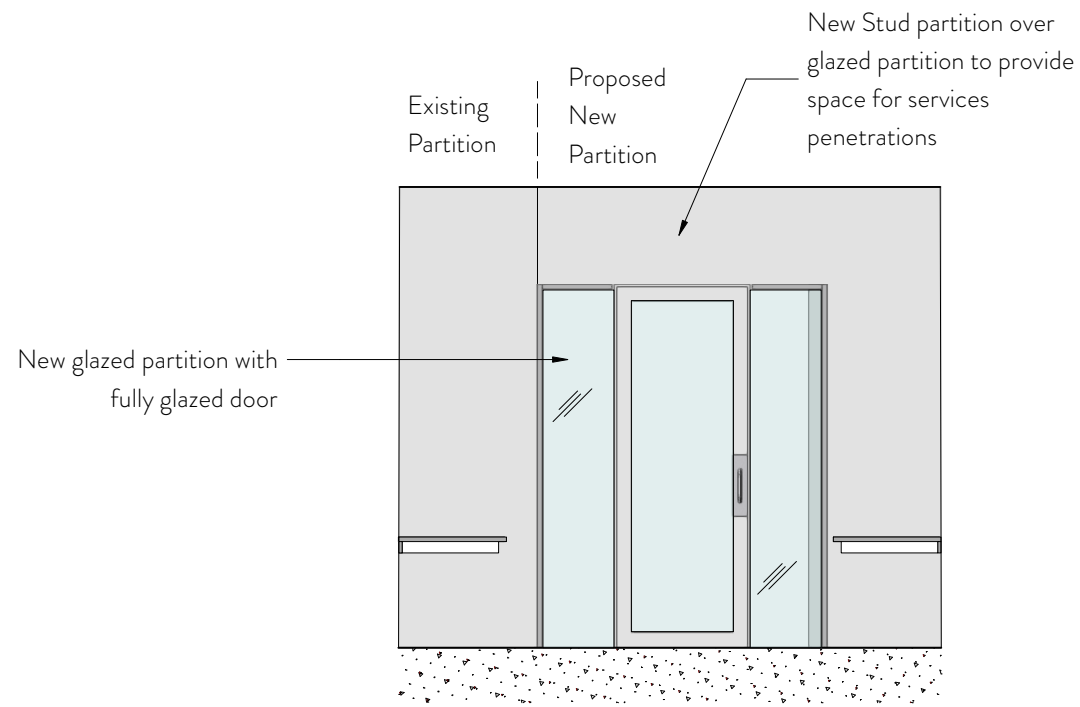 New Stud partition over
glazed partition to provide
space for services
penetrations
Existing
Partition
Proposed
New
Partition
New glazed partition with
fully glazed door